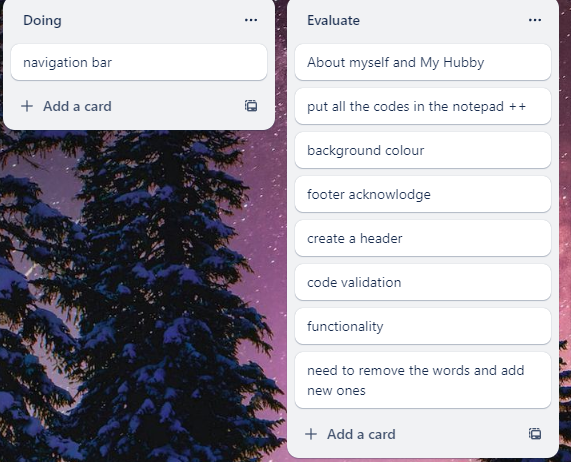 Doing
navigation bar
Add a card
Evaluate
About myself and My Hubby
put all the codes in the notepad ++
background colour
footer acknowlodge
create a header
code validation
functionality
need to remove the words and add
new ones
Add a card